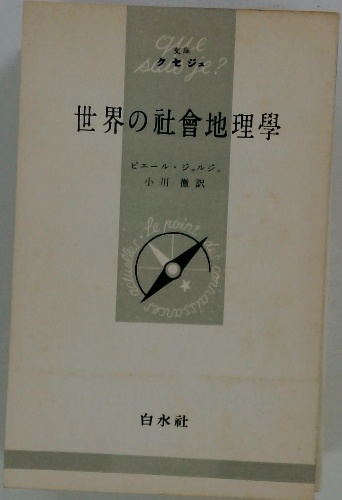 que
sais-je?
文庫
クセジュ
世界の社會地理學
ピエール・ジョルジュ
小川 徹訳
le point des connaissances actuelles
白水社